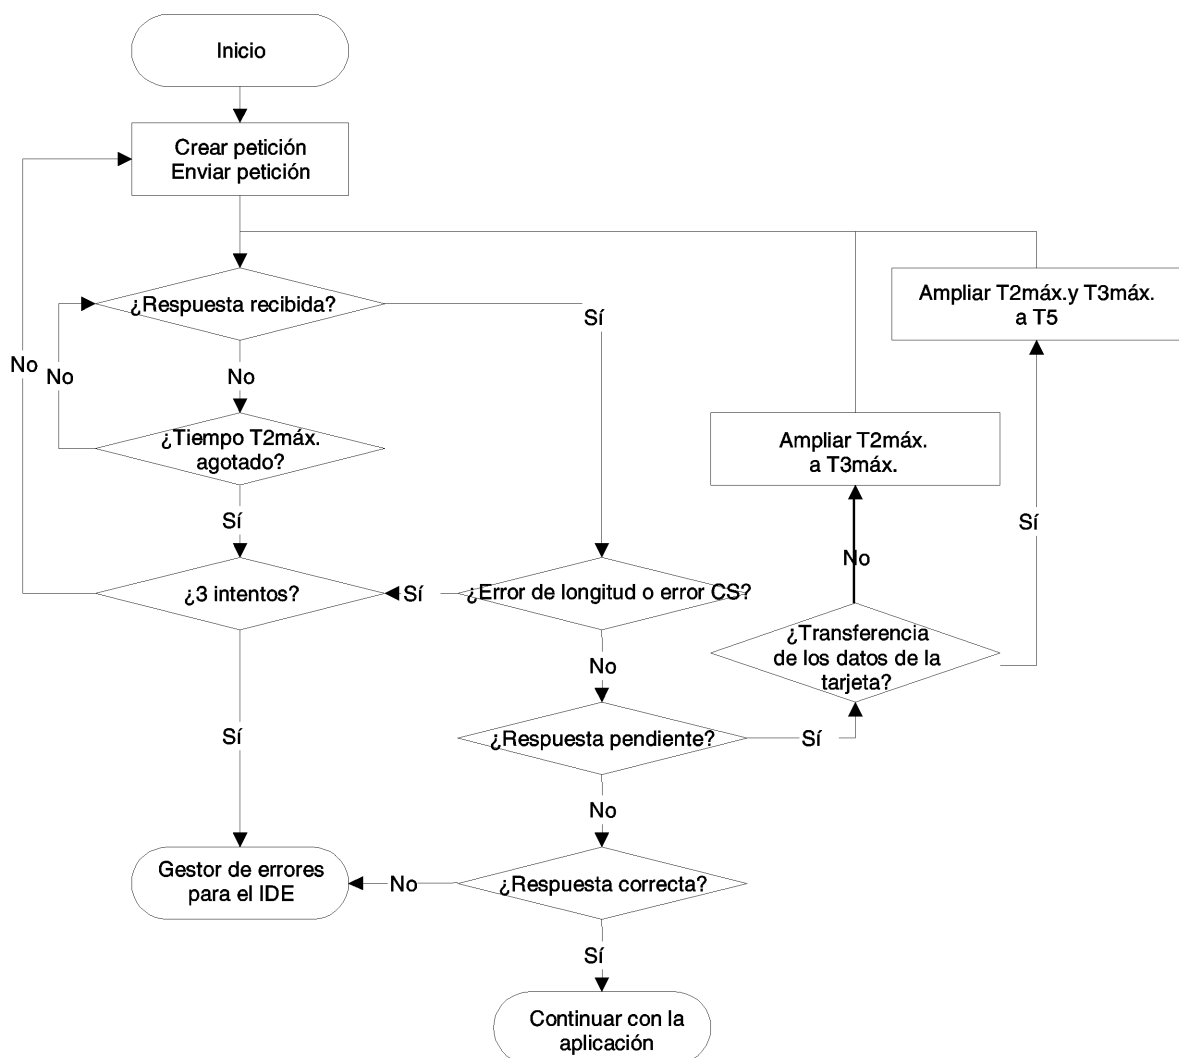 Inicio
Crear petición
Enviar petición
¿Respuesta recibida?
Sí
Ampliar T2máx.y T3máx.
a T5
No
No
No
¿Tiempo T2máx.
agotado?
Ampliar T2máx.
a T3máx.
Sí
Sí
No
¿3 intentos?
Sí
¿Error de longitud o error CS?
¿Transferencia
de los datos de la
tarjeta?
No
Sí
¿Respuesta pendiente?
Sí
No
Gestor de errores
para el IDE
No
¿Respuesta correcta?
Sí
Continuar con la
aplicación